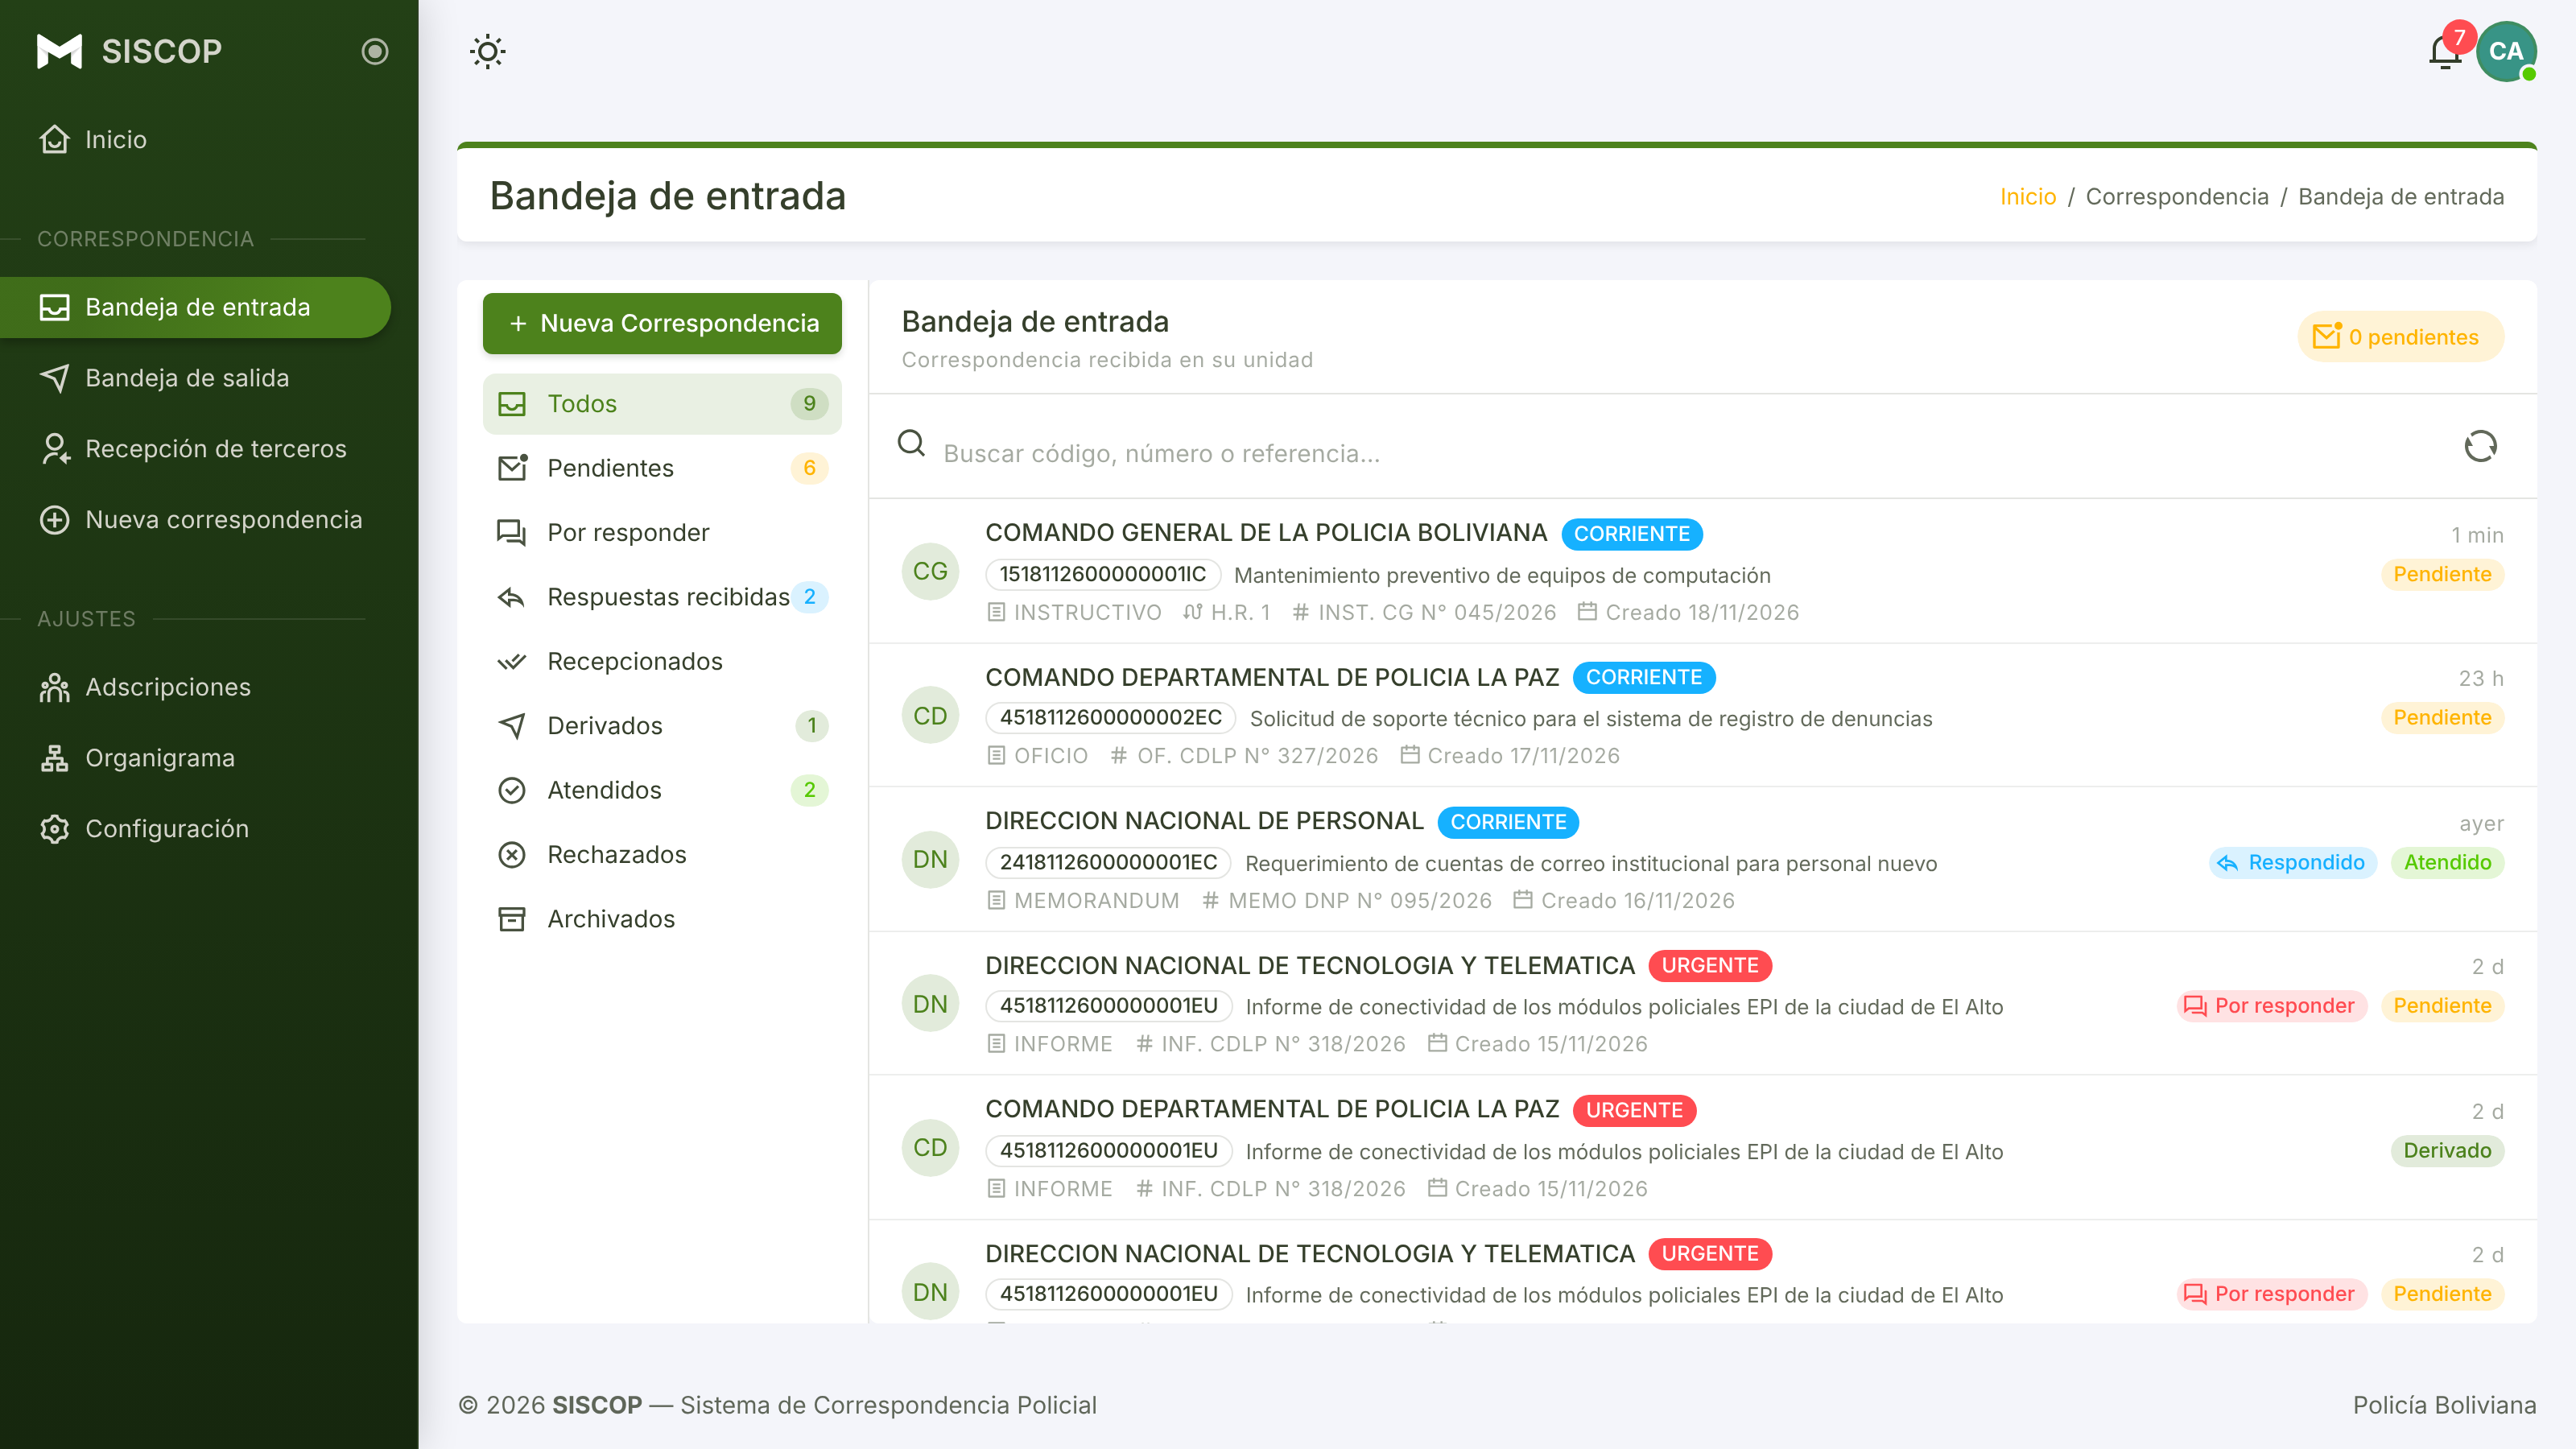 SISCOP
Inicio
CORRESPONDENCIA
Bandeja de entrada
Bandeja de salida
Recepción de terceros
Nueva correspondencia
AJUSTES
Adscripciones
Organigrama
Configuración
7
CA
Bandeja de entrada
Inicio / Correspondencia / Bandeja de entrada
+ Nueva Correspondencia
Todos 9
Pendientes 6
Por responder
Respuestas recibidas 2
Recepcionados
Derivados 1
Atendidos 2
Rechazados
Archivados
Bandeja de entrada
Correspondencia recibida en su unidad
0 pendientes
Buscar código, número o referencia...
CG
COMANDO GENERAL DE LA POLICIA BOLIVIANA CORRIENTE 1 min
1518112600000001IC Mantenimiento preventivo de equipos de computación Pendiente
INSTRUCTIVO H.R. 1 # INST. CG N° 045/2026 Creado 18/11/2026
CD
COMANDO DEPARTAMENTAL DE POLICIA LA PAZ CORRIENTE 23 h
4518112600000002EC Solicitud de soporte técnico para el sistema de registro de denuncias Pendiente
OFICIO # OF. CDLP N° 327/2026 Creado 17/11/2026
DN
DIRECCION NACIONAL DE PERSONAL CORRIENTE ayer
2418112600000001EC Requerimiento de cuentas de correo institucional para personal nuevo Respondido Atendido
MEMORANDUM # MEMO DNP N° 095/2026 Creado 16/11/2026
DN
DIRECCION NACIONAL DE TECNOLOGIA Y TELEMATICA URGENTE 2 d
4518112600000001EU Informe de conectividad de los módulos policiales EPI de la ciudad de El Alto Por responder Pendiente
INFORME # INF. CDLP N° 318/2026 Creado 15/11/2026
CD
COMANDO DEPARTAMENTAL DE POLICIA LA PAZ URGENTE 2 d
4518112600000001EU Informe de conectividad de los módulos policiales EPI de la ciudad de El Alto Derivado
INFORME # INF. CDLP N° 318/2026 Creado 15/11/2026
DN
DIRECCION NACIONAL DE TECNOLOGIA Y TELEMATICA URGENTE 2 d
4518112600000001EU Informe de conectividad de los módulos policiales EPI de la ciudad de El Alto Por responder Pendiente
© 2026 SISCOP — Sistema de Correspondencia Policial
Policía Boliviana